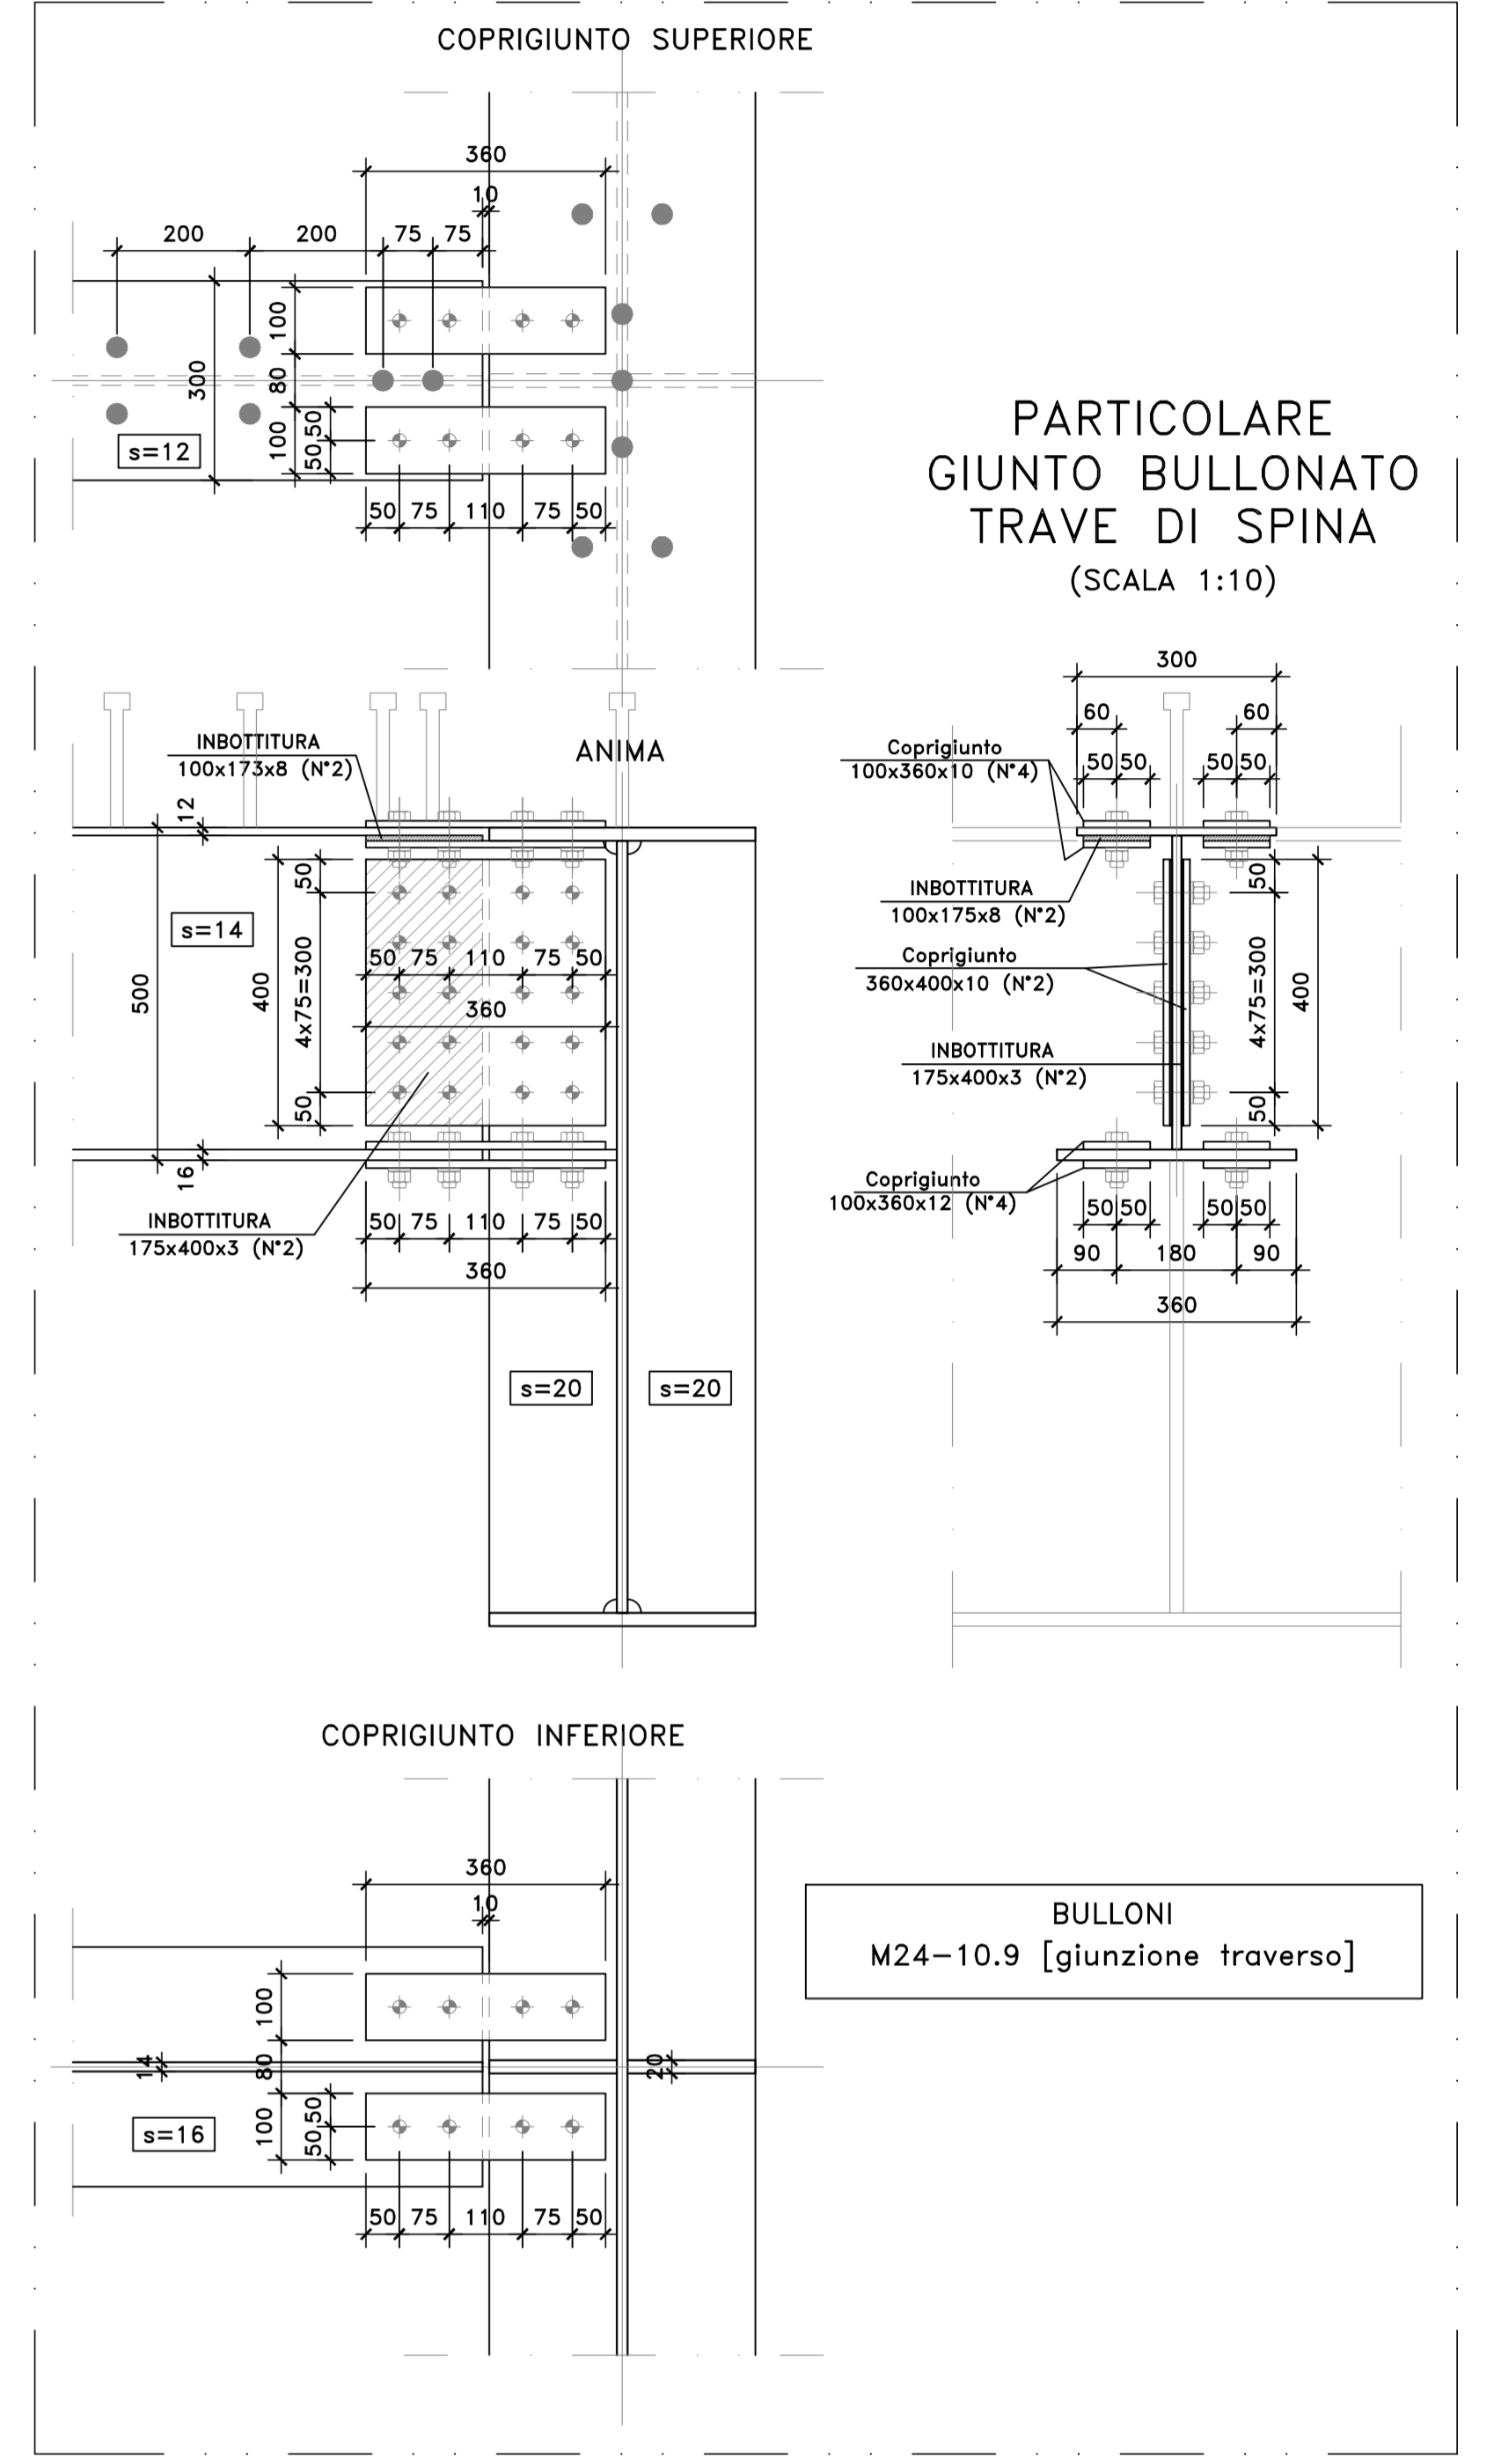 COPRIGIUNTO SUPERIORE
360
10
200
200
75
75
100
80
100
300
50
50
s=12
50
75
110
75
50
PARTICOLARE
GIUNTO BULLONATO
TRAVE DI SPINA
(SCALA 1:10)
INBOTTITURA
100x173x8 (N°2)
ANIMA
12
500
s=14
400
50
4x75=300
50
50
75
110
75
50
360
16
INBOTTITURA
175x400x3 (N°2)
50
75
110
75
50
360
s=20
s=20
300
60
60
50
50
50
50
Coprigiunto
100x360x10 (N°4)
INBOTTITURA
100x175x8 (N°2)
Coprigiunto
360x400x10 (N°2)
INBOTTITURA
175x400x3 (N°2)
50
4x75=300
50
400
Coprigiunto
100x360x12 (N°4)
50
50
50
50
90
180
90
360
COPRIGIUNTO INFERIORE
360
10
100
80
100
14
20
50
50
s=16
50
75
110
75
50
BULLONI
M24-10.9 [giunzione traverso]